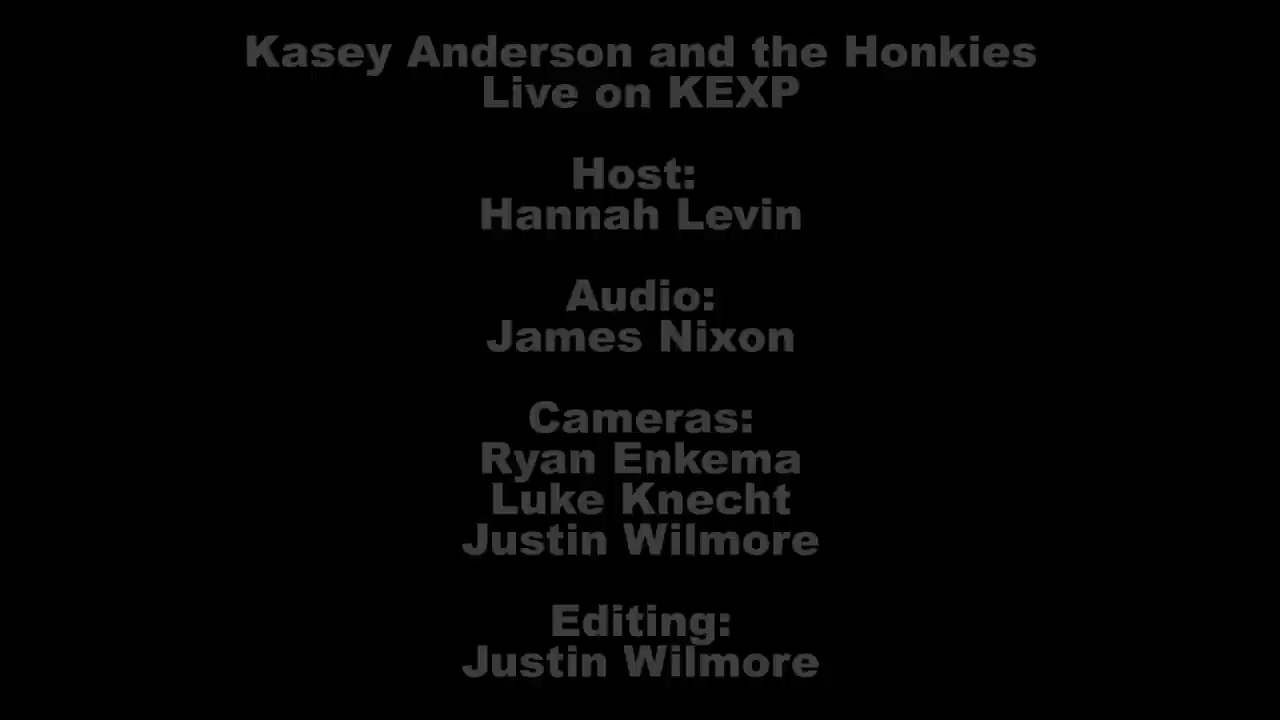 Kasey Anderson and the Honkies
Live on KEXP
Host:
Hannah Levin
Audio:
James Nixon
Cameras:
Ryan Enkema
Luke Knecht
Justin Wilmore
Editing:
Justin Wilmore